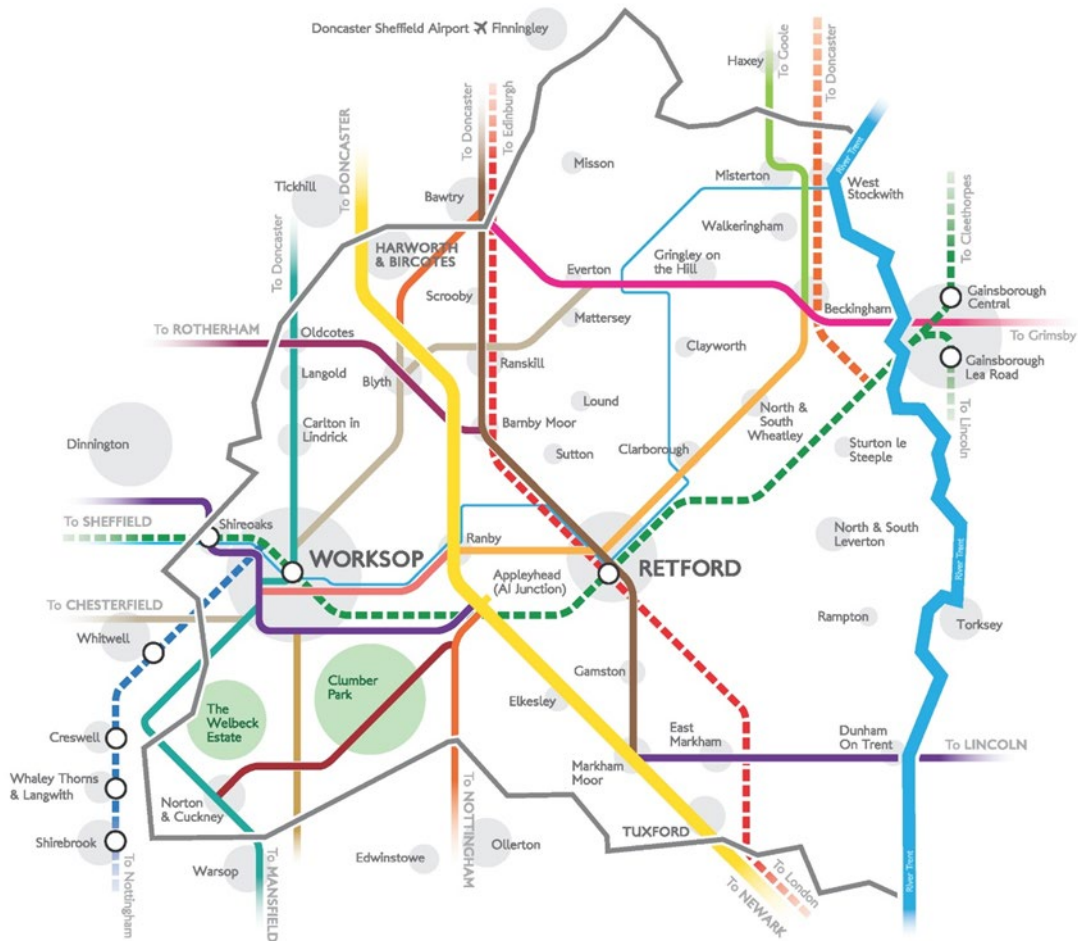 Doncaster Sheffield Airport ✈ Finningley
Haxey
To Goole
To Doncaster
To DONCASTER
To Doncaster
To Edinburgh
River Trent
Misson
Misterton
West
Stockwith
Tickhill
Bawtry
Walkeringham
To Cleethorpes
To Doncaster
HARWORTH
& BIRCOTES
Everton
Gringley on
the Hill
Scrooby
Gainsborough
Central
Beckingham
Mattersey
To ROTHERHAM
Oldcotes
To Grimsby
Clayworth
Ranskill
Langold
Blyth
Gainsborough
Lea Road
Lound
North &
South
Wheatley
To Lincoln
Carlton in
Lindrick
Barnby Moor
Dinnington
Sutton
Clarborough
Sturton le
Steeple
To SHEFFIELD
Shireoaks
Ranby
North & South
Leverton
WORKSOP
Appleyhead
(A1 Junction)
RETFORD
River Trent
To CHESTERFIELD
Whitwell
Rampton
Torksey
Clumber
Park
Gamston
The
Welbeck
Estate
Elkesley
Creswell
East
Markham
Dunham
On Trent
To LINCOLN
Whaley Thorns
& Langwith
Markham
Moor
Norton
& Cuckney
To NOTTINGHAM
TUXFORD
Shirebrook
Ollerton
Edwinstowe
Warsop
To Nottingham
To MANSFIELD
To NEWARK
To London
River Trent